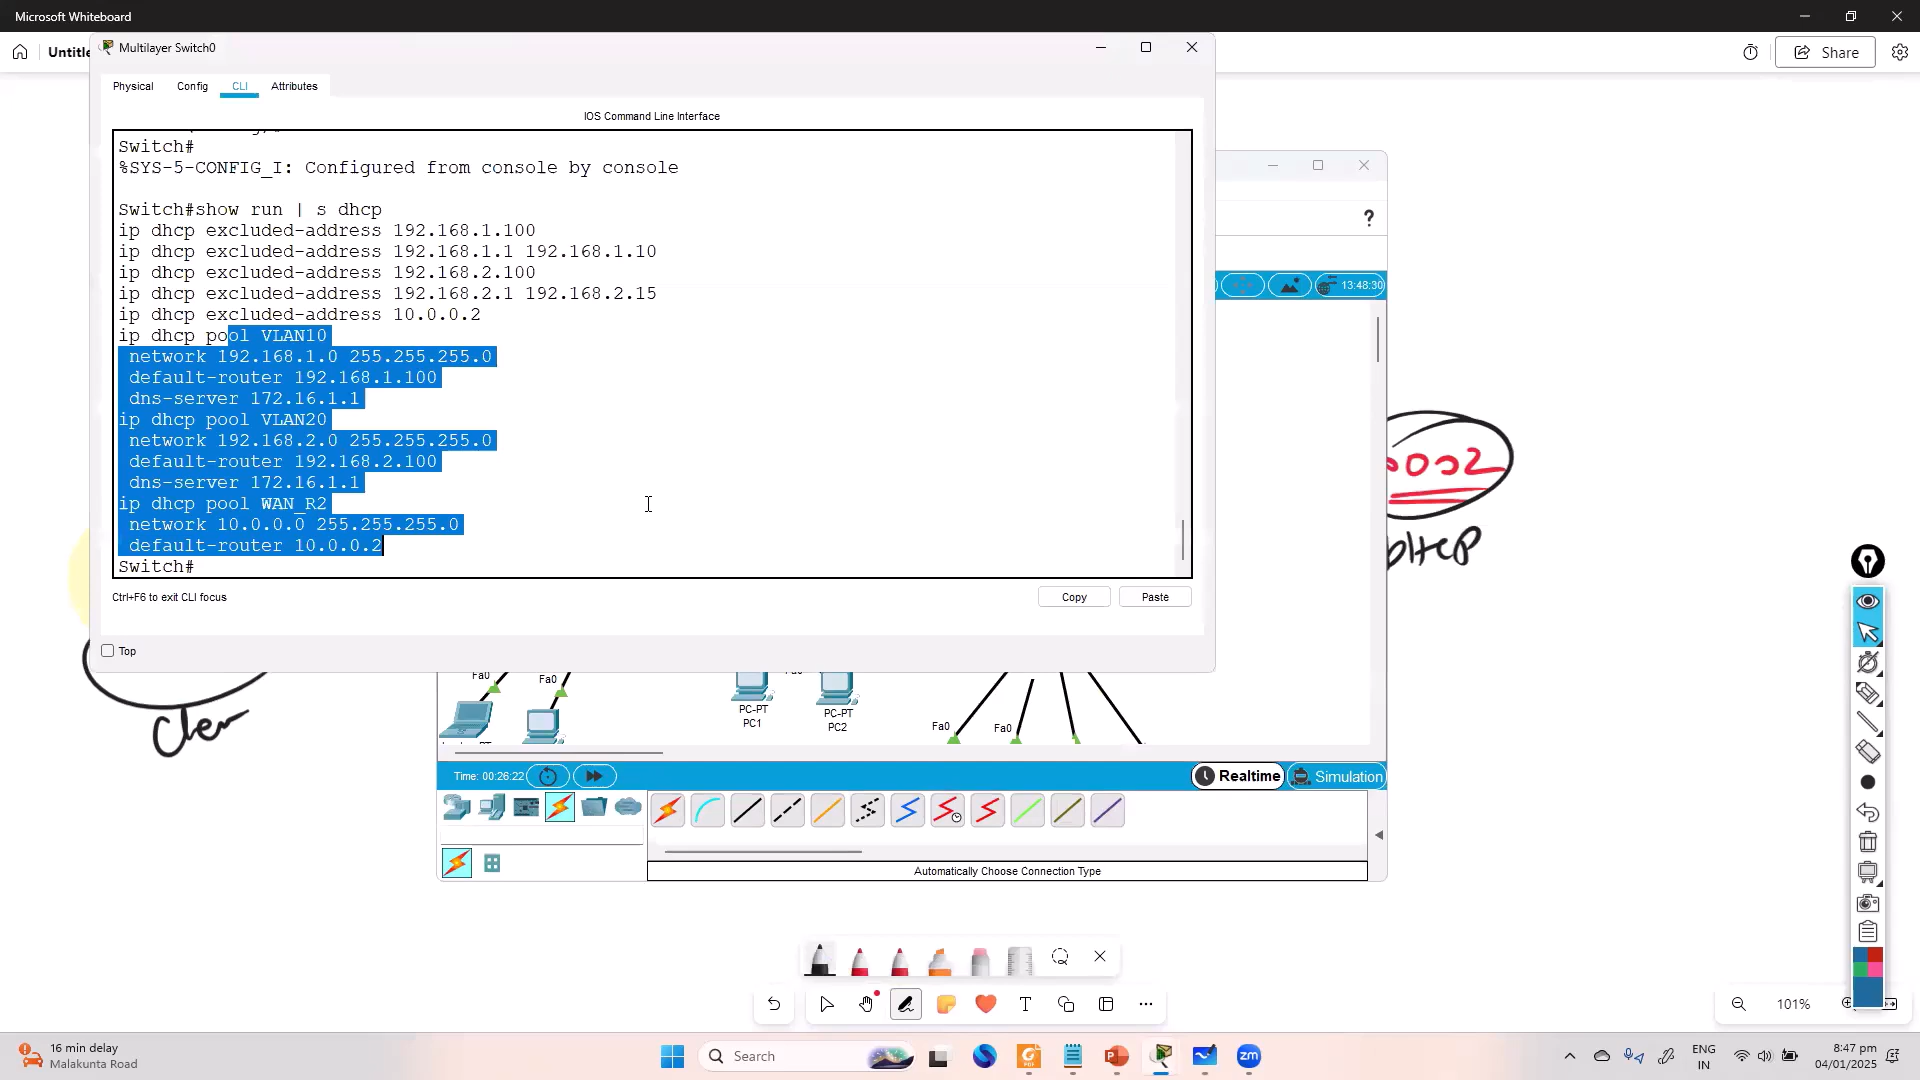 Microsoft Whiteboard
Untitle
Share
Multilayer Switch0
Physical
Config
CLI
Attributes
IOS Command Line Interface
Switch#
%SYS-5-CONFIG_I: Configured from console by console
Switch#show run | s dhcp
ip dhcp excluded-address 192.168.1.100
ip dhcp excluded-address 192.168.1.1 192.168.1.10
ip dhcp excluded-address 192.168.2.100
ip dhcp excluded-address 192.168.2.1 192.168.2.15
ip dhcp excluded-address 10.0.0.2
ip dhcp pool VLAN10
network 192.168.1.0 255.255.255.0
default-router 192.168.1.100
dns-server 172.16.1.1
ip dhcp pool VLAN20
network 192.168.2.0 255.255.255.0
default-router 192.168.2.100
dns-server 172.16.1.1
ip dhcp pool WAN_R2
network 10.0.0.0 255.255.255.0
default-router 10.0.0.2
Switch#
Ctrl+F6 to exit CLI focus
Copy
Paste
Top
?
13:48:30
Fa0
Fa0
PC-PT
PC1
PC-PT
PC2
Fa0
Fa0
Time: 00:26:22
Realtime
Simulation
Automatically Choose Connection Type
T
101%
16 min delay
Malakunta Road
Search
zm
ENG
IN
8:47 pm
04/01/2025